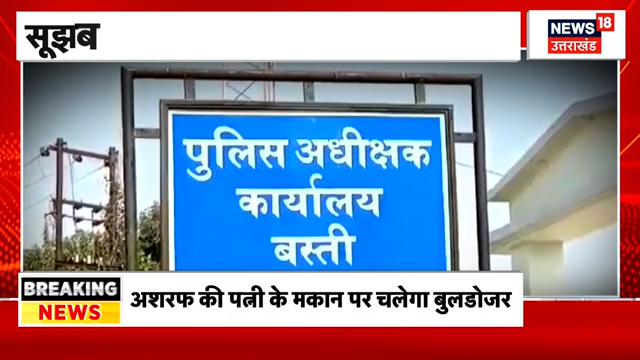 सूझब
NEWS 18
उत्तराखंड
पुलिस अधीक्षक
कार्यालय
बस्ती
BREAKING
NEWS
अशरफ की पत्नी के मकान पर चलेगा बुलडोजर